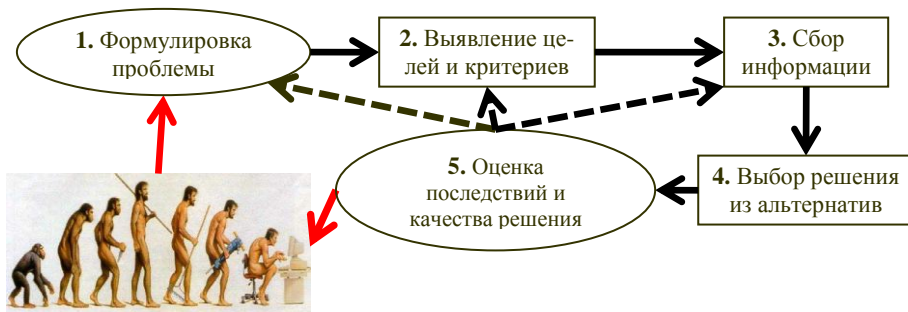 1. Формулировка
проблемы
2. Выявление це-
лей и критериев
3. Сбор
информации
4. Выбор решения
из альтернатив
5. Оценка
последствий и
качества решения